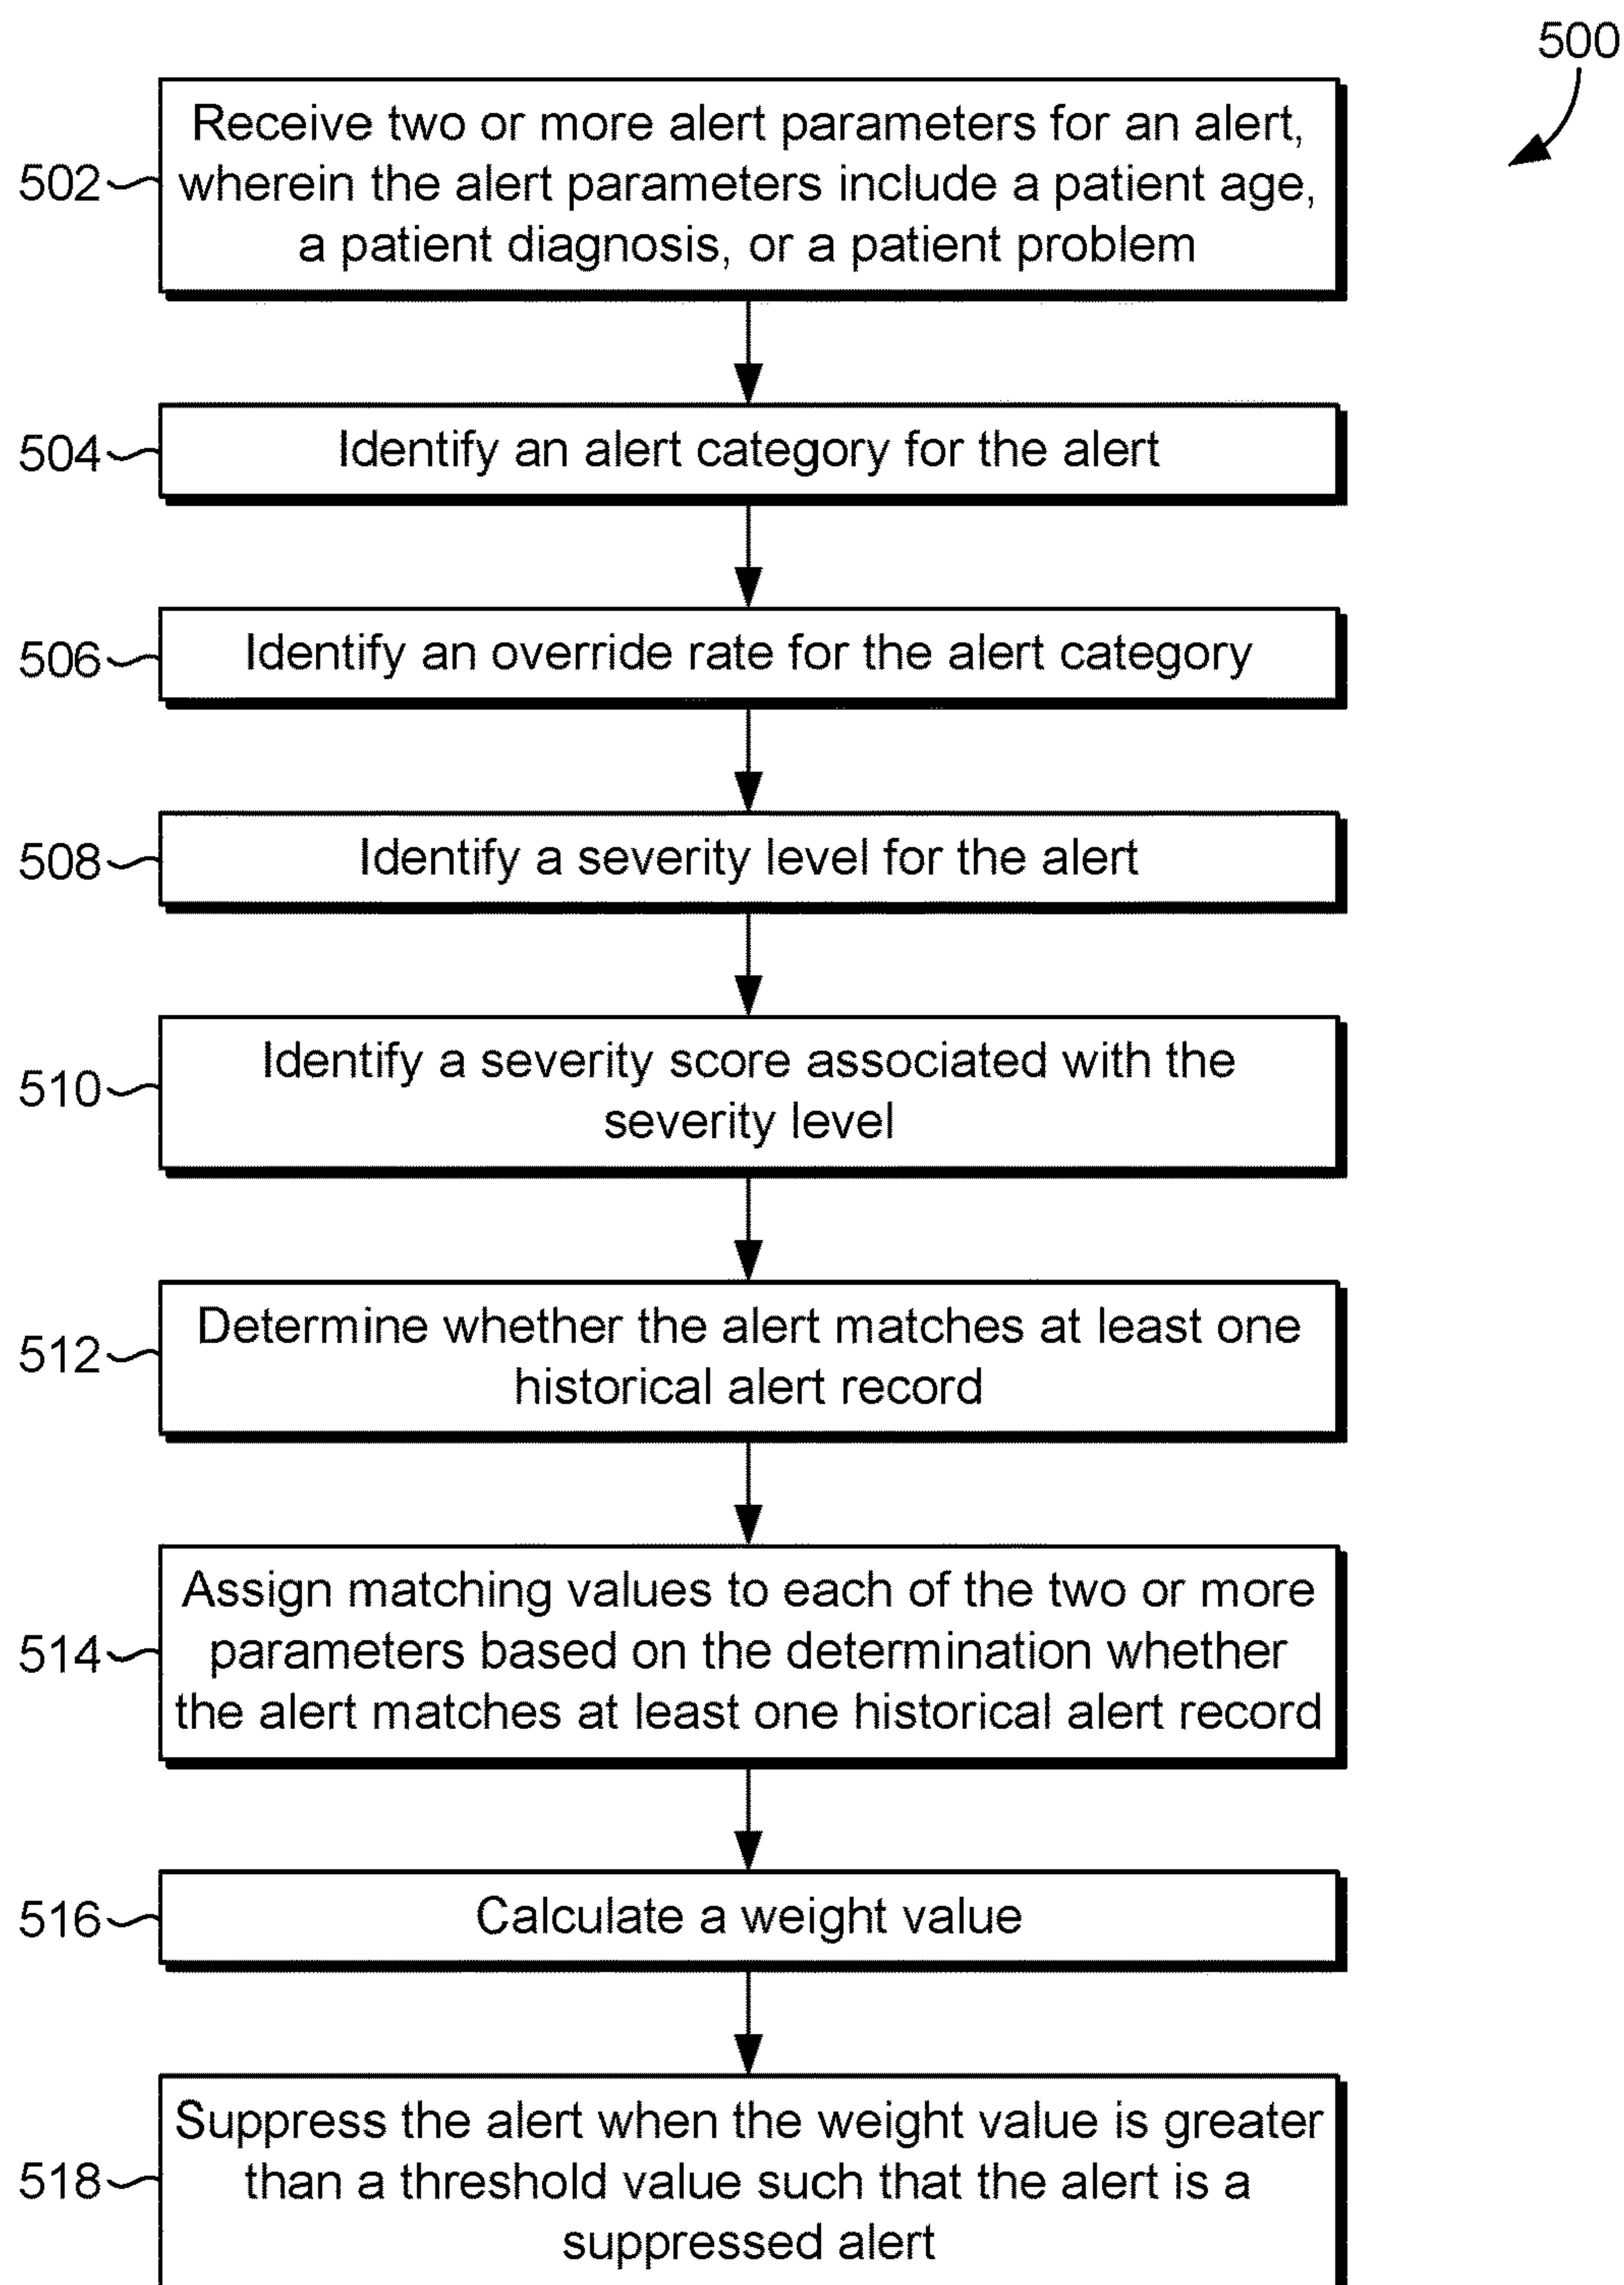 500
Receive two or more alert parameters for an alert,
wherein the alert parameters include a patient age,
a patient diagnosis, or a patient problem
502
Identify an alert category for the alert
504
Identify an override rate for the alert category
506
Identify a severity level for the alert
508
Identify a severity score associated with the
severity level
510
Determine whether the alert matches at least one
historical alert record
512
Assign matching values to each of the two or more
parameters based on the determination whether
the alert matches at least one historical alert record
514
Calculate a weight value
516
Suppress the alert when the weight value is greater
than a threshold value such that the alert is a
suppressed alert
518